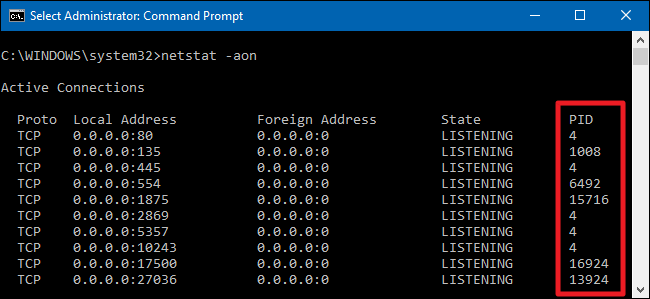 Select Administrator: Command Prompt
C:\WINDOWS\system32>netstat -aon
Active Connections
Proto  Local Address          Foreign Address        State           PID
TCP    0.0.0.0:80             0.0.0.0:0              LISTENING       4
TCP    0.0.0.0:135            0.0.0.0:0              LISTENING       1008
TCP    0.0.0.0:445            0.0.0.0:0              LISTENING       4
TCP    0.0.0.0:554            0.0.0.0:0              LISTENING       6492
TCP    0.0.0.0:1875           0.0.0.0:0              LISTENING       15716
TCP    0.0.0.0:2869           0.0.0.0:0              LISTENING       4
TCP    0.0.0.0:5357           0.0.0.0:0              LISTENING       4
TCP    0.0.0.0:10243          0.0.0.0:0              LISTENING       4
TCP    0.0.0.0:17500          0.0.0.0:0              LISTENING       16924
TCP    0.0.0.0:27036          0.0.0.0:0              LISTENING       13924